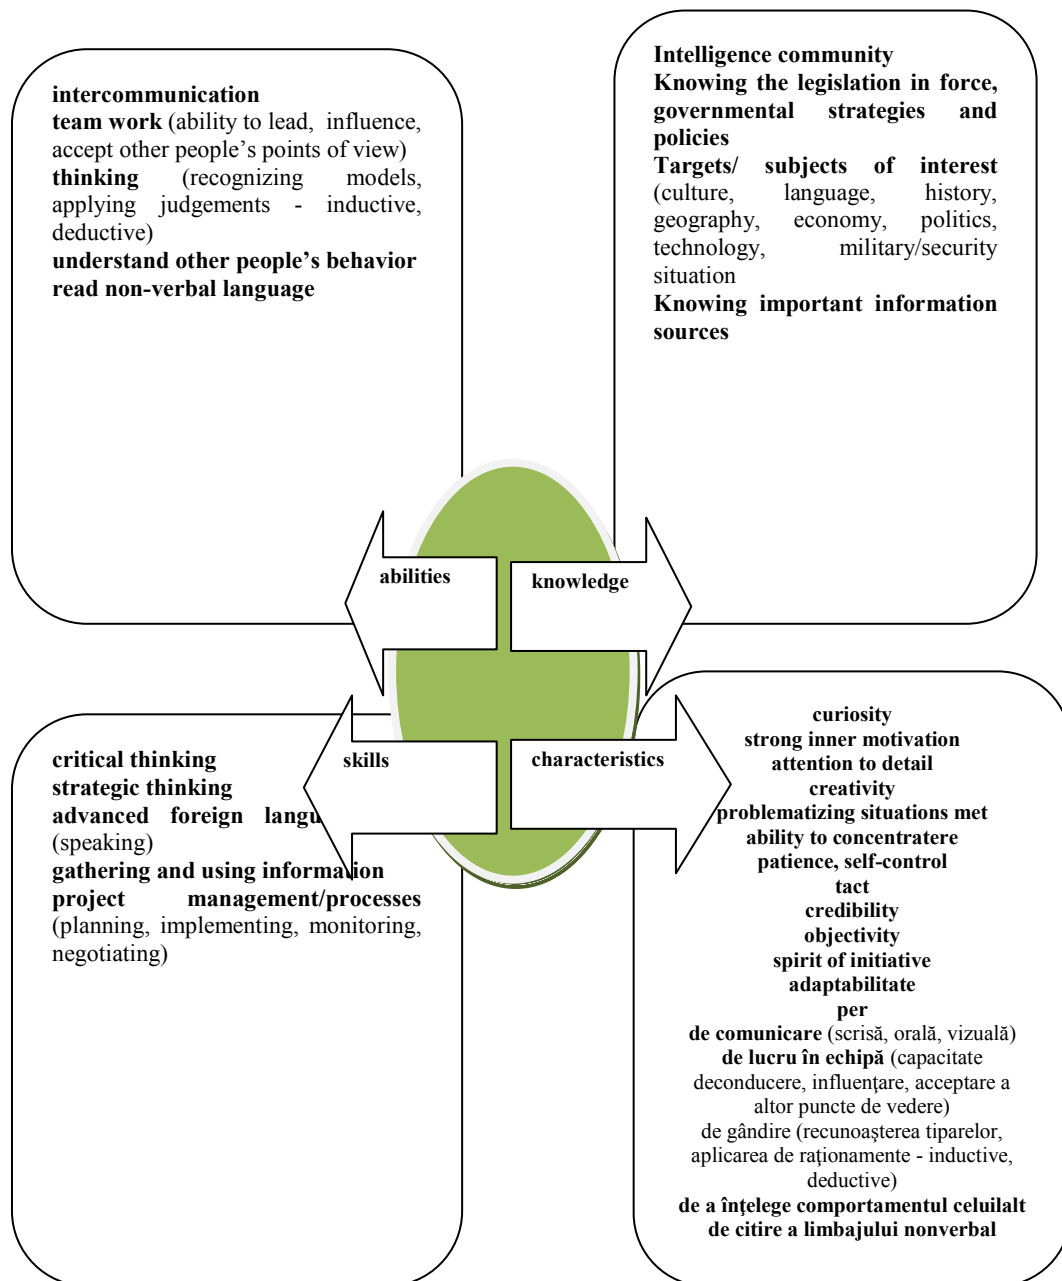 intercommunication
team work (ability to lead, influence,
accept other people's points of view)
thinking (recognizing models,
applying judgements - inductive,
deductive)
understand other people's behavior
read non-verbal language
Intelligence community
Knowing the legislation in force,
governmental strategies and
policies
Targets/ subjects of interest
(culture, language, history,
geography, economy, politics,
technology, military/security
situation
Knowing important information
sources
abilities
knowledge
skills
characteristics
critical thinking
strategic thinking
advanced foreign
(speaking)
gathering and using information
project management/processes
(planning, implementing, monitoring,
negotiating)
curiosity
strong inner motivation
attention to detail
creativity
problematizing situations met
ability to concentratere
patience, self-control
tact
credibility
objectivity
spirit of initiative
adaptabilitate
per
de comunicare (scrisă, orală, vizuală)
de lucru în echipă (capacitate
deconducere, influenţare, acceptare a
altor puncte de vedere)
de gândire (recunoaşterea tiparelor,
aplicarea de raţionamente - inductive,
deductive)
de a înţelege comportamentul celuilalt
de citire a limbajului nonverbal